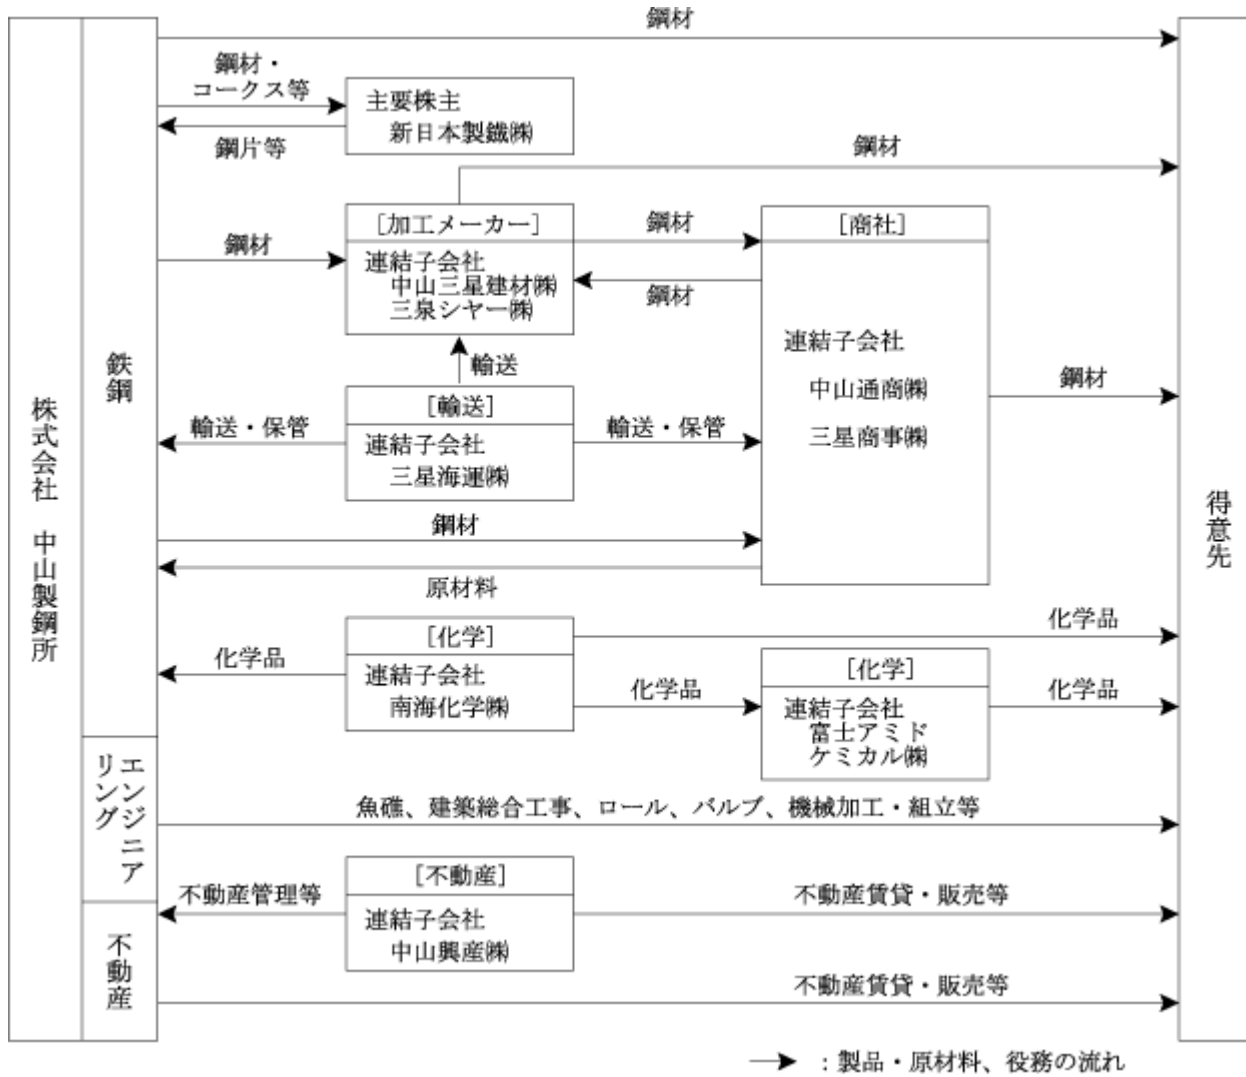 鋼材
鋼材・
コークス等
主要株主
新日本製鐵㈱
鋼片等
鋼材
[加工メーカー]
鋼材
[商社]
鋼材
連結子会社
中山三星建材㈱
三泉シヤー㈱
鋼材
連結子会社
中山通商㈱
三星商事㈱
鋼材
輸送
[輸送]
輸送・保管
連結子会社
三星海運㈱
輸送・保管
鉄鋼
株式会社 中山製鋼所
得意先
鋼材
原材料
[化学]
化学品
化学品
連結子会社
南海化学㈱
化学品
[化学]
連結子会社
富士アミド
ケミカル㈱
化学品
エンジニア
リング
魚礁、建築総合工事、ロール、バルブ、機械加工・組立等
[不動産]
不動産管理等
連結子会社
中山興産㈱
不動産賃貸・販売等
不動産
不動産賃貸・販売等
:製品・原材料、役務の流れ